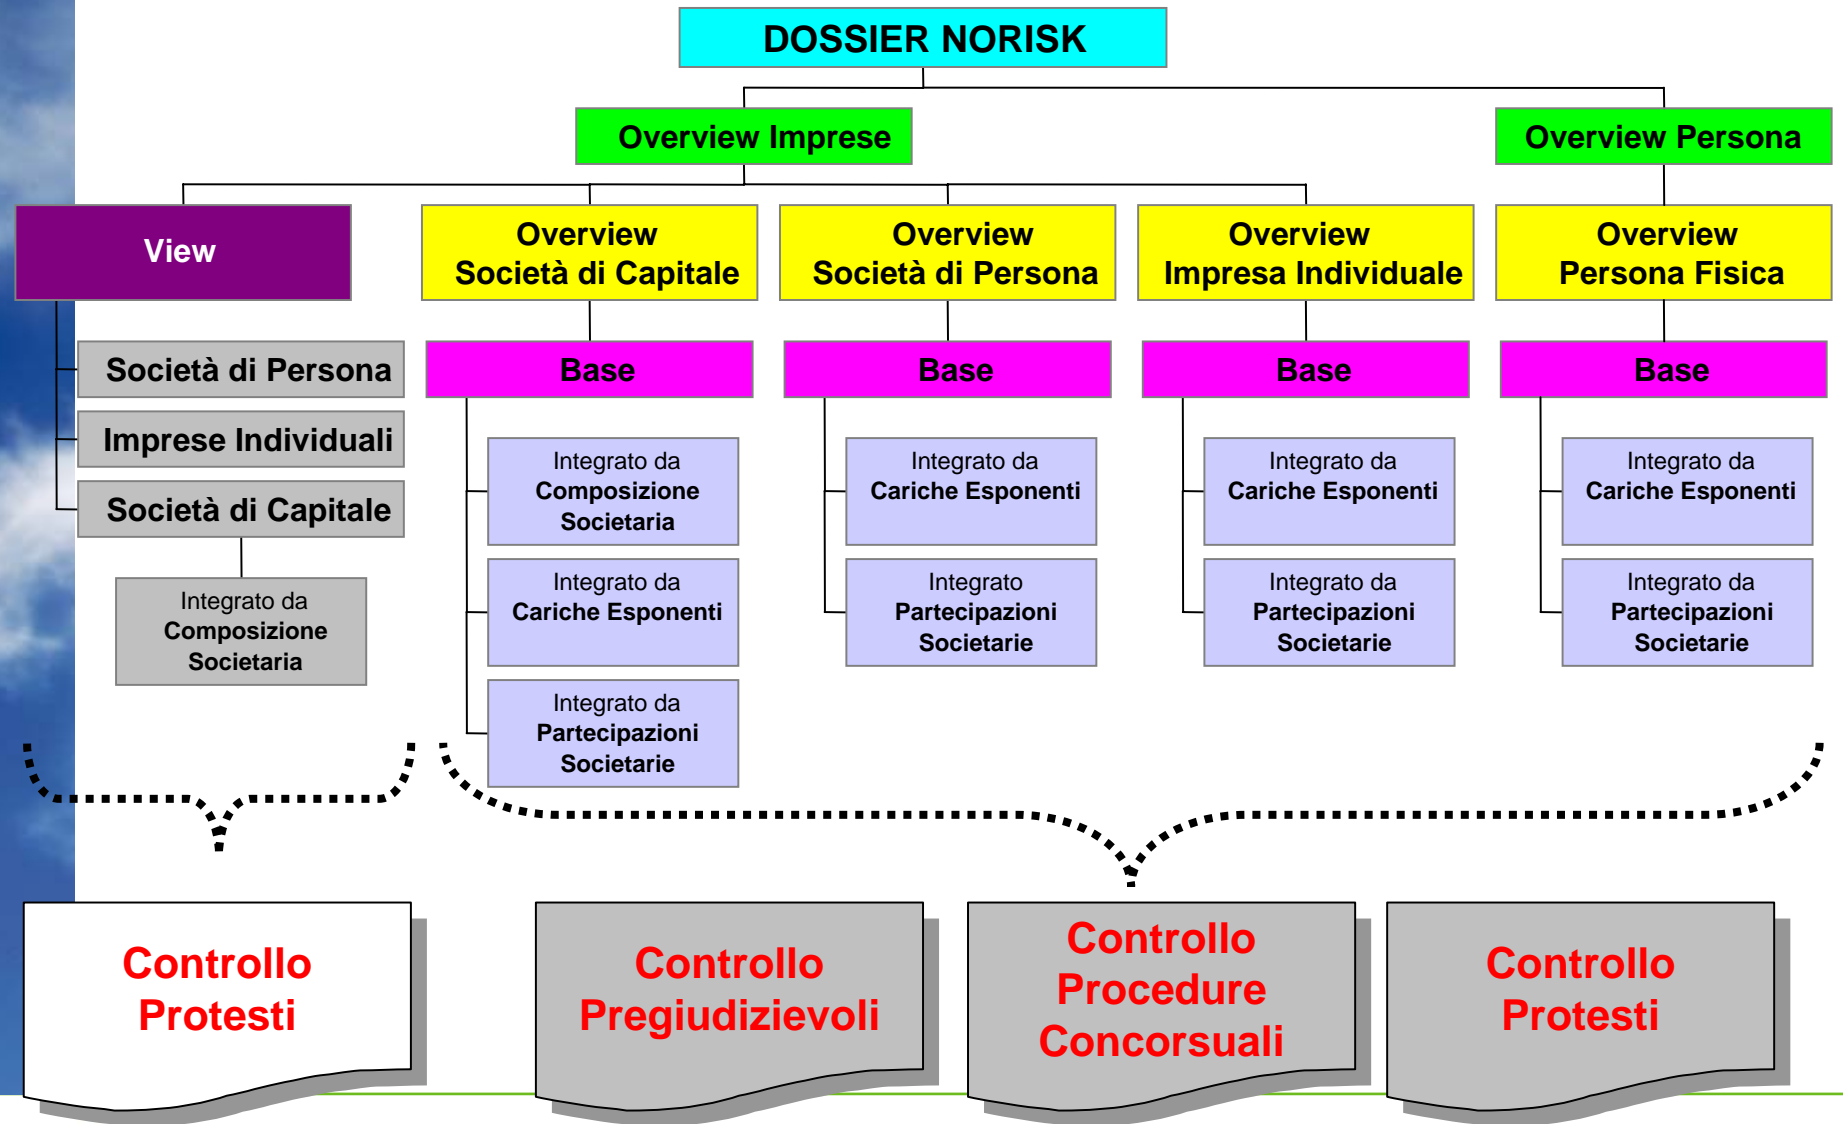 DOSSIER NORISK
Overview Imprese
Overview Persona
View
Overview
Società di Capitale
Overview
Società di Persona
Overview
Impresa Individuale
Overview
Persona Fisica
Società di Persona
Imprese Individuali
Società di Capitale
Integrato da
Composizione
Societaria
Base
Integrato da
Composizione
Societaria
Integrato da
Cariche Esponenti
Integrato da
Partecipazioni
Societarie
Base
Integrato da
Cariche Esponenti
Integrato
Partecipazioni
Societarie
Base
Integrato da
Cariche Esponenti
Integrato da
Partecipazioni
Societarie
Base
Integrato da
Cariche Esponenti
Integrato da
Partecipazioni
Societarie
Controllo
Protesti
Controllo
Pregiudizievoli
Controllo
Procedure
Concorsuali
Controllo
Protesti